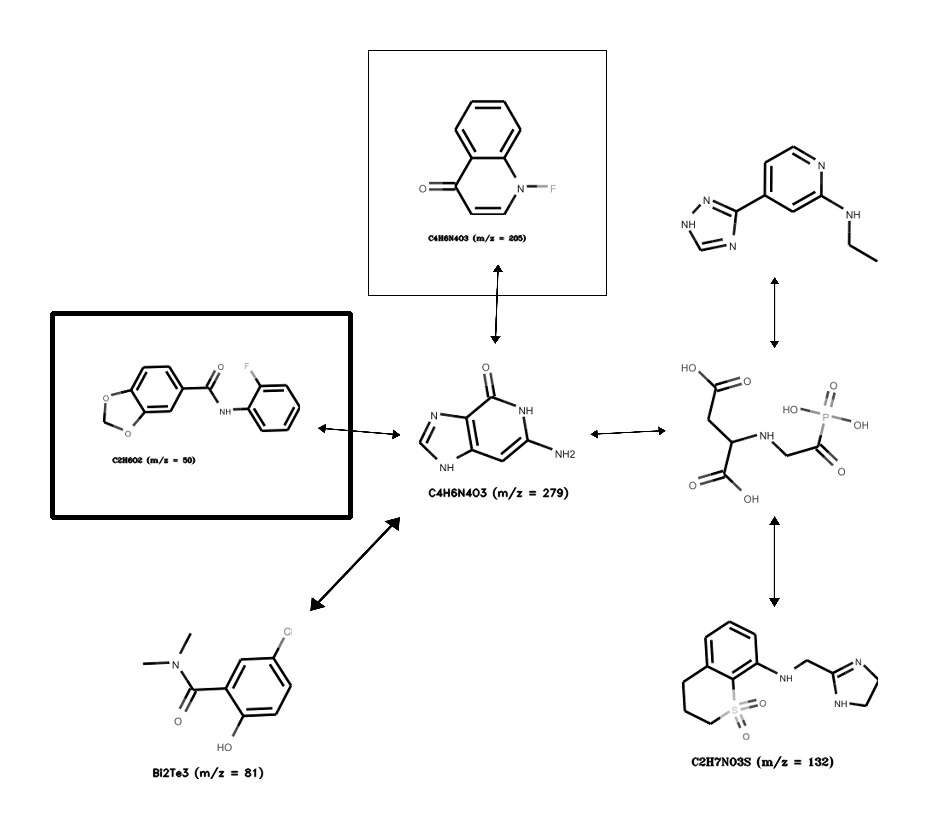 O
N
F
C4H6N4O3 (m/z = 205)
N
N
NH
N
NH
O
O
O
F
NH
O
C2H6O2 (m/z = 50)
O
N
NH
NH
NH2
C4H6N4O3 (m/z = 279)
HO
O
O
HO
P
OH
NH
O
O
OH
Cl
N
O
HO
Bi2Te3 (m/z = 81)
NH
N
NH
S
O
O
C2H7NO3S (m/z = 132)